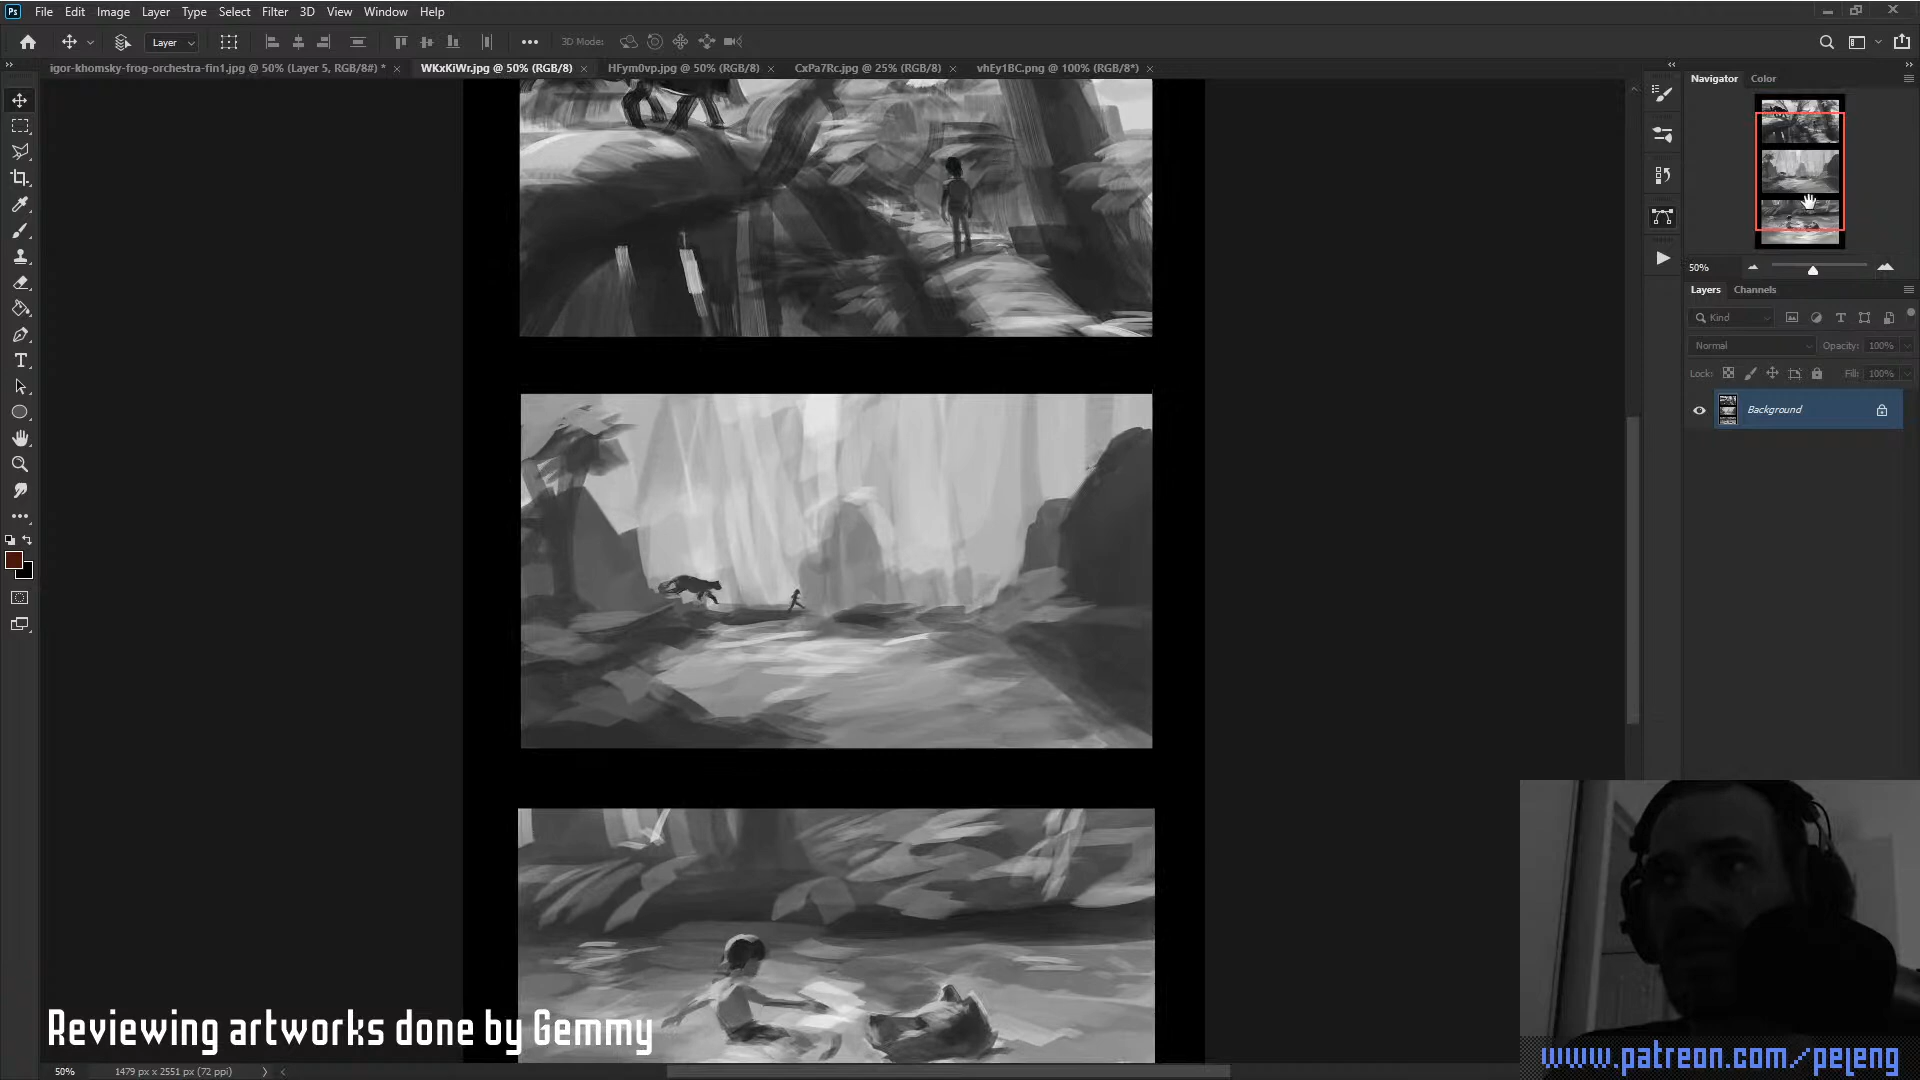 Ps File Edit Image Layer Type Select Filter 3D View Window Help
Layer 3D Mode:
igor-khomsky-frog-orchestra-fin1.jpg @ 50% (Layer 5, RGB/8#) * WKxKiWr.jpg @ 50% (RGB/8) HFym0vp.jpg @ 50% (RGB/8) CxPa7Rc.jpg @ 25% (RGB/8) vhEy1BC.png @ 100% (RGB/8*)
Navigator Color
50%
Layers Channels
Kind
Normal Opacity: 100%
Lock: Fill: 100%
Background
Reviewing artworks done by Gemmy
www.patreon.com/peleng
50% 1479 px x 2551 px (72 ppi)